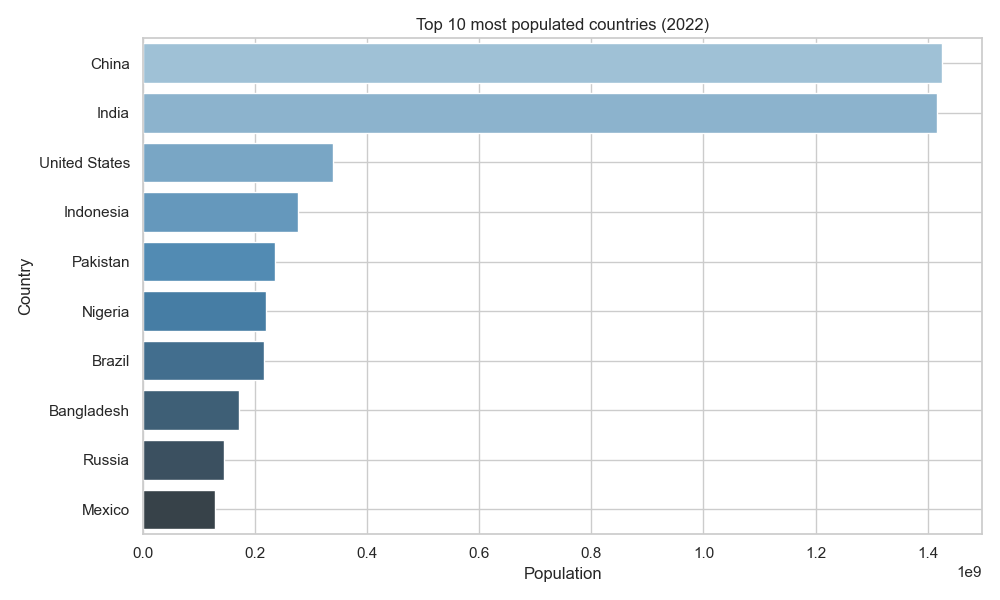 Top 10 most populated countries (2022)
Country
China
India
United States
Indonesia
Pakistan
Nigeria
Brazil
Bangladesh
Russia
Mexico
0.0 0.2 0.4 0.6 0.8 1.0 1.2 1.4
1e9
Population